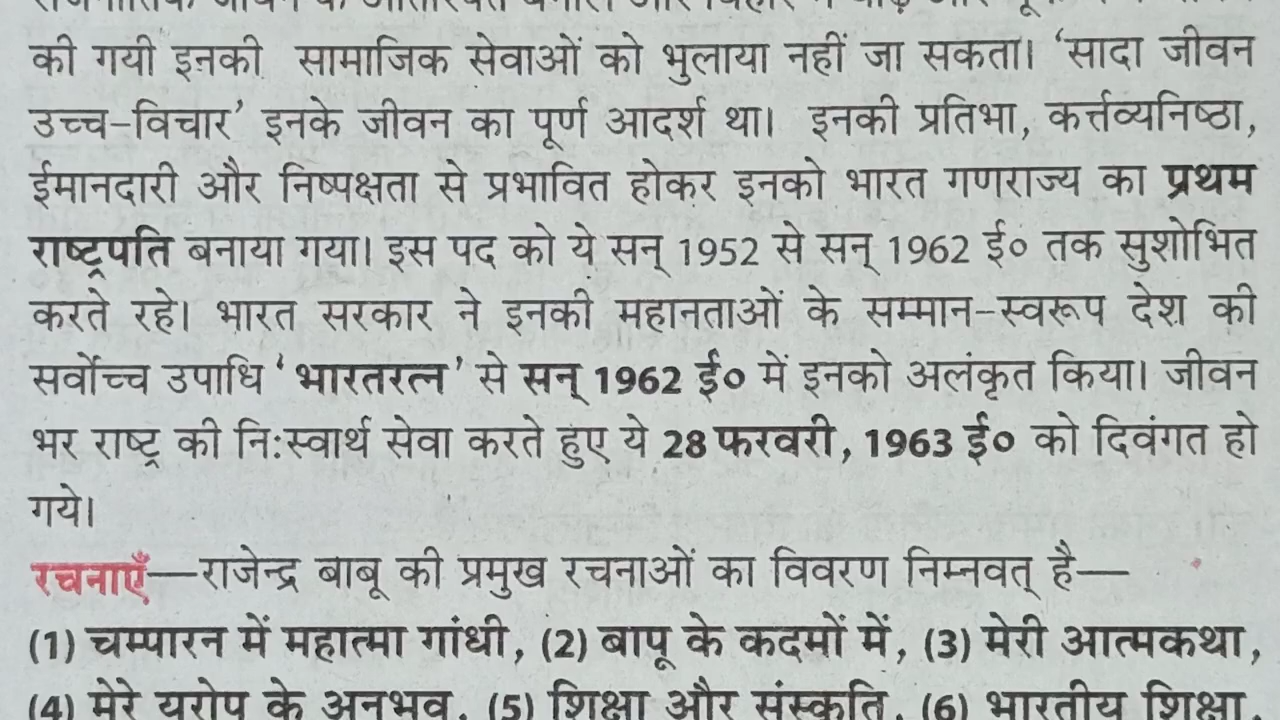 की गयी इनकी सामाजिक सेवाओं को भुलाया नहीं जा सकता। ‘सादा जीवन
उच्च-विचार’ इनके जीवन का पूर्ण आदर्श था। इनकी प्रतिभा, कर्त्तव्यनिष्ठा,
ईमानदारी और निष्पक्षता से प्रभावित होकर इनको भारत गणराज्य का प्रथम
राष्ट्रपति बनाया गया। इस पद को ये सन् 1952 से सन् 1962 ई० तक सुशोभित
करते रहे। भारत सरकार ने इनकी महानताओं के सम्मान-स्वरूप देश की
सर्वोच्च उपाधि ‘भारतरत्न’ से सन् 1962 ई० में इनको अलंकृत किया। जीवन
भर राष्ट्र की नि:स्वार्थ सेवा करते हुए ये 28 फरवरी, 1963 ई० को दिवंगत हो
गये।
रचनाएँ—राजेन्द्र बाबू की प्रमुख रचनाओं का विवरण निम्नवत् है—
(1) चम्पारन में महात्मा गांधी, (2) बापू के कदमों में, (3) मेरी आत्मकथा,
(4) मेरे यूरोप के अनुभव, (5) शिक्षा और संस्कृति, (6) भारतीय शिक्षा,